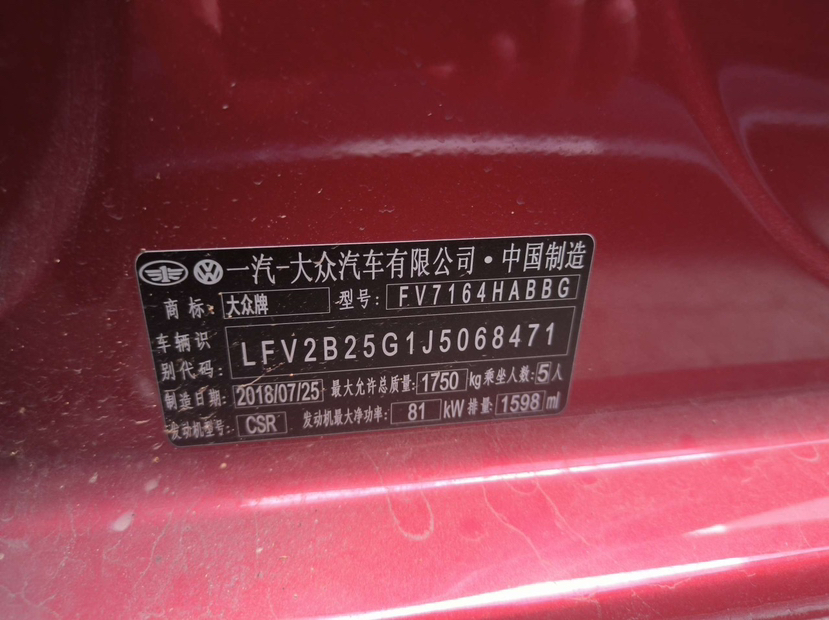 一汽-大众汽车有限公司·中国制造
商标: 大众牌 型号: FV7164HABBG
车辆识别代码: LFV2B25G1J5068471
制造日期: 2018/07/25 最大允许总质量: 1750 kg 乘坐人数: 5 人
发动机型号: CSR 发动机最大净功率: 81 kW 排量: 1598 ml